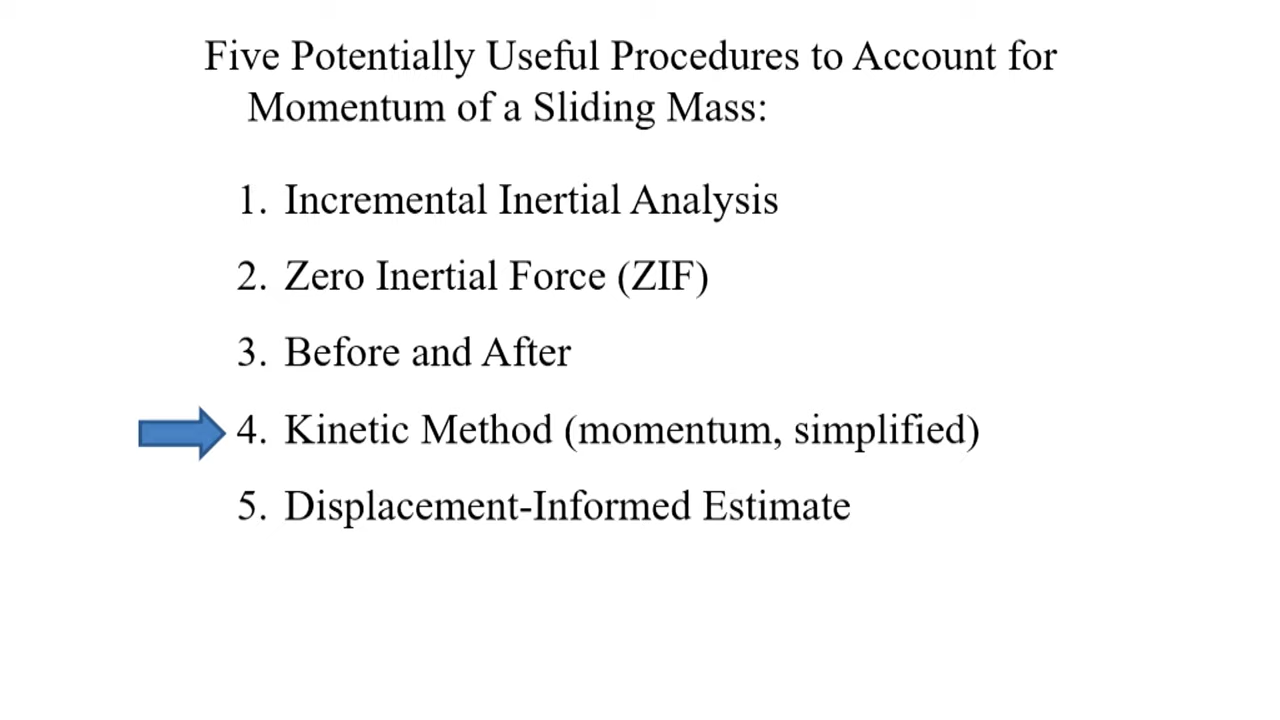 Five Potentially Useful Procedures to Account for
Momentum of a Sliding Mass:
1. Incremental Inertial Analysis
2. Zero Inertial Force (ZIF)
3. Before and After
4. Kinetic Method (momentum, simplified)
5. Displacement-Informed Estimate